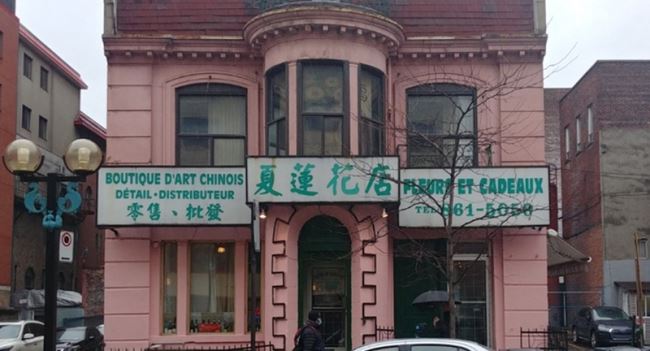 BOUTIQUE D'ART CHINOIS
DÉTAIL - DISTRIBUTEUR
零售、批發
夏蓮花店
FLEURS ET CADEAUX
TEL. 861-5050